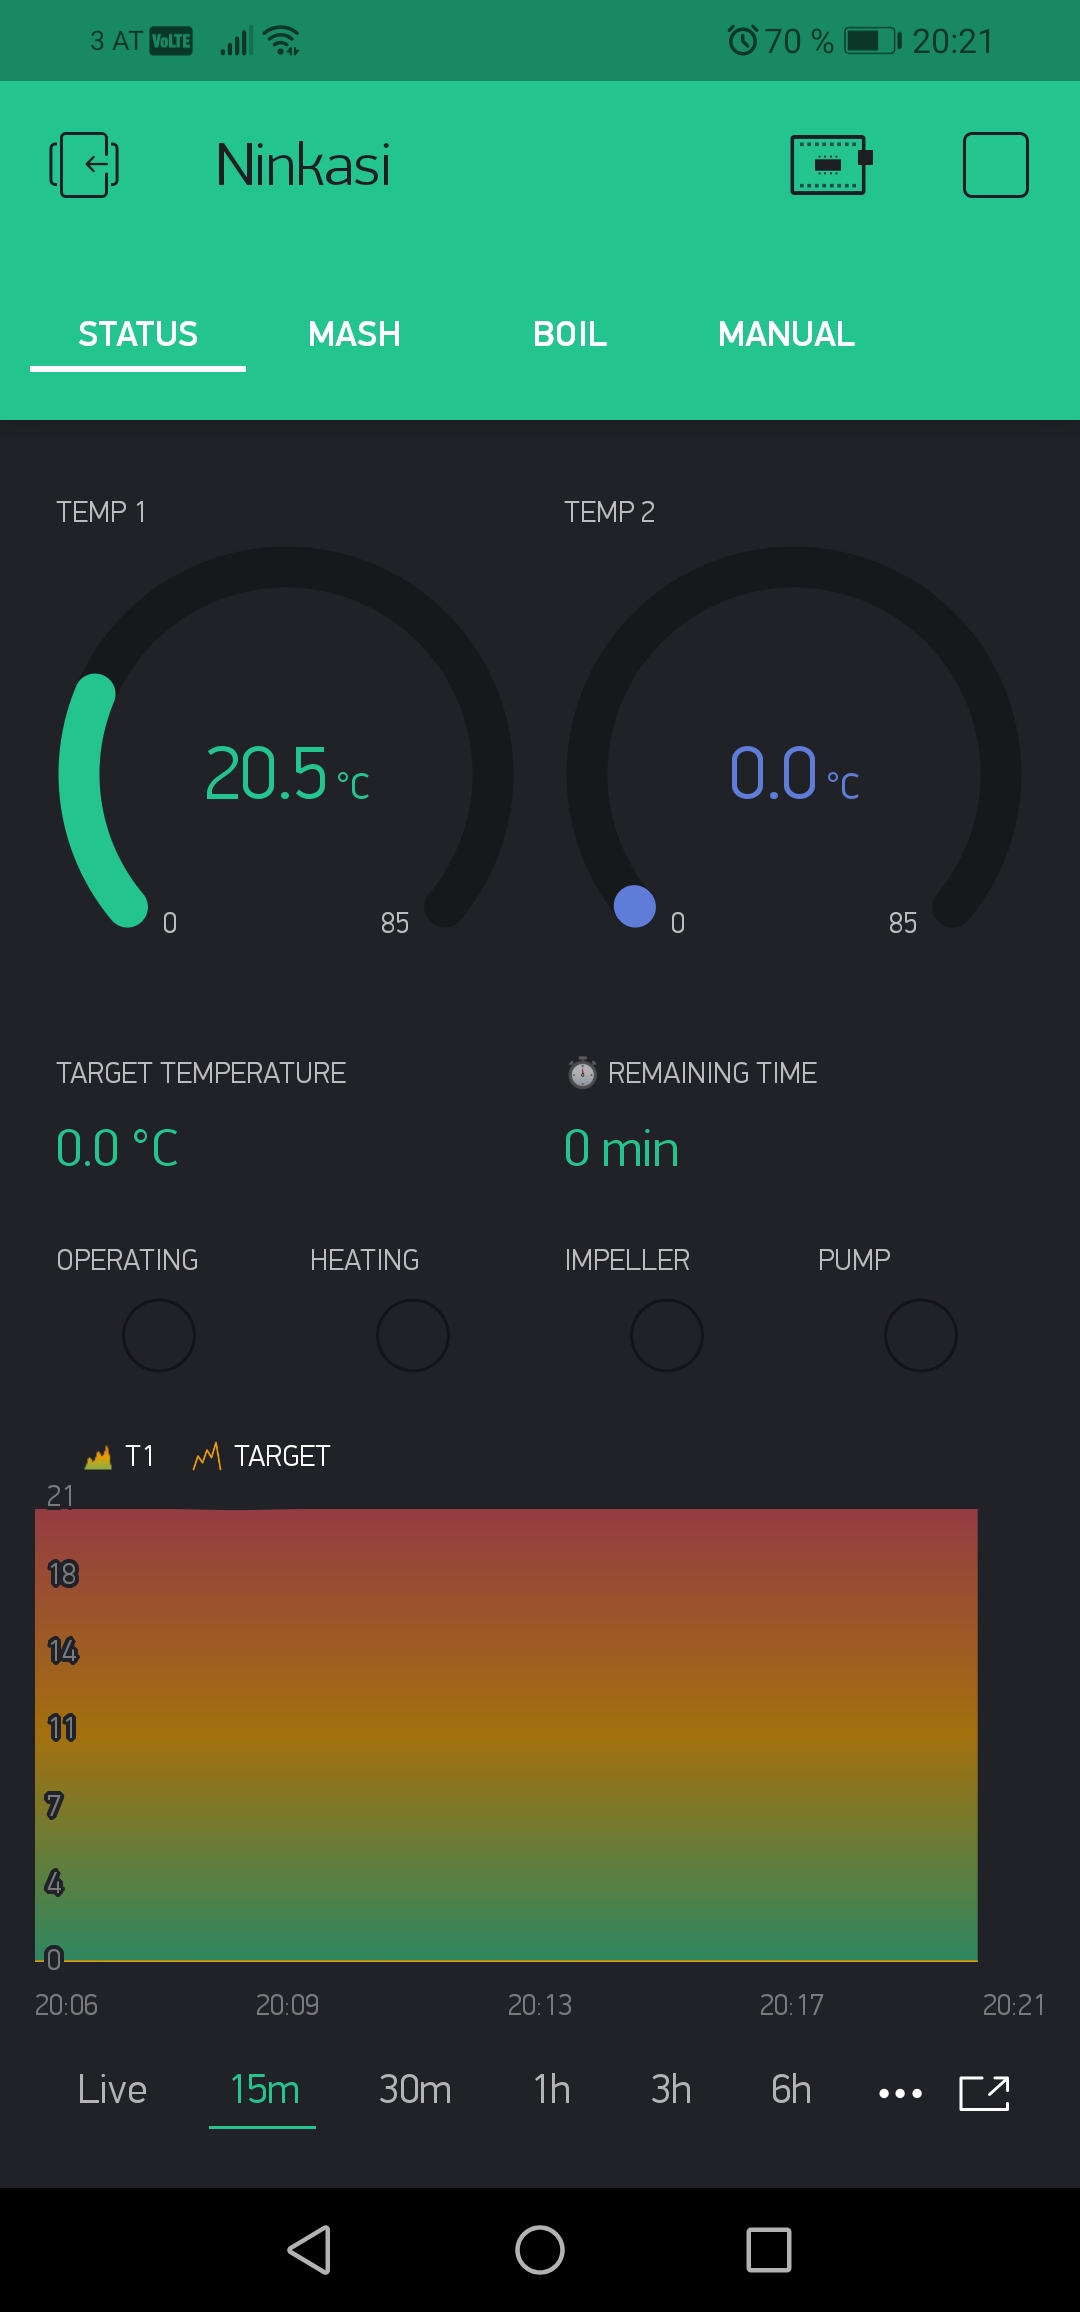 3 AT VoLTE 70 % 20:21
Ninkasi
STATUS MASH BOIL MANUAL
TEMP 1 TEMP 2
20.5 °C 0.0 °C
0 85 0 85
TARGET TEMPERATURE REMAINING TIME
0.0 °C 0 min
OPERATING HEATING IMPELLER PUMP
T1 TARGET
21
18
14
11
7
4
0
20:06 20:09 20:13 20:17 20:21
Live 15m 30m 1h 3h 6h